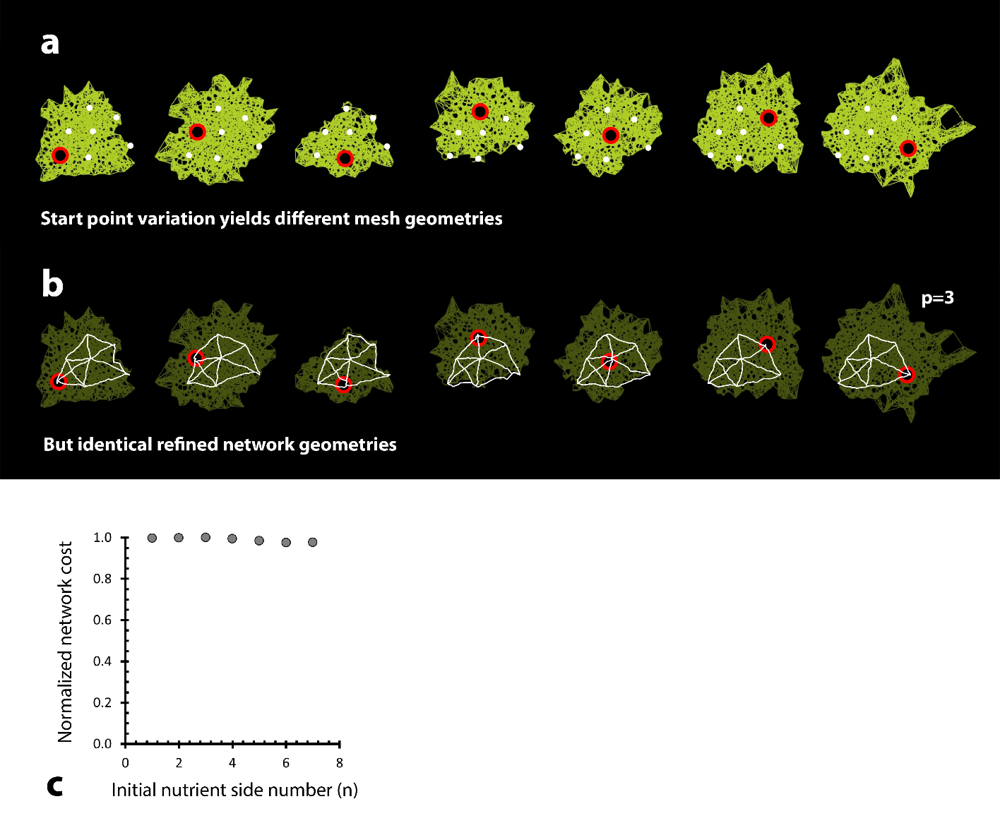 a
Start point variation yields different mesh geometries
b
p=3
But identical refined network geometries
Normalized network cost
1.0
0.8
0.6
0.4
0.2
0.0
0 2 4 6 8
c
Initial nutrient side number (n)